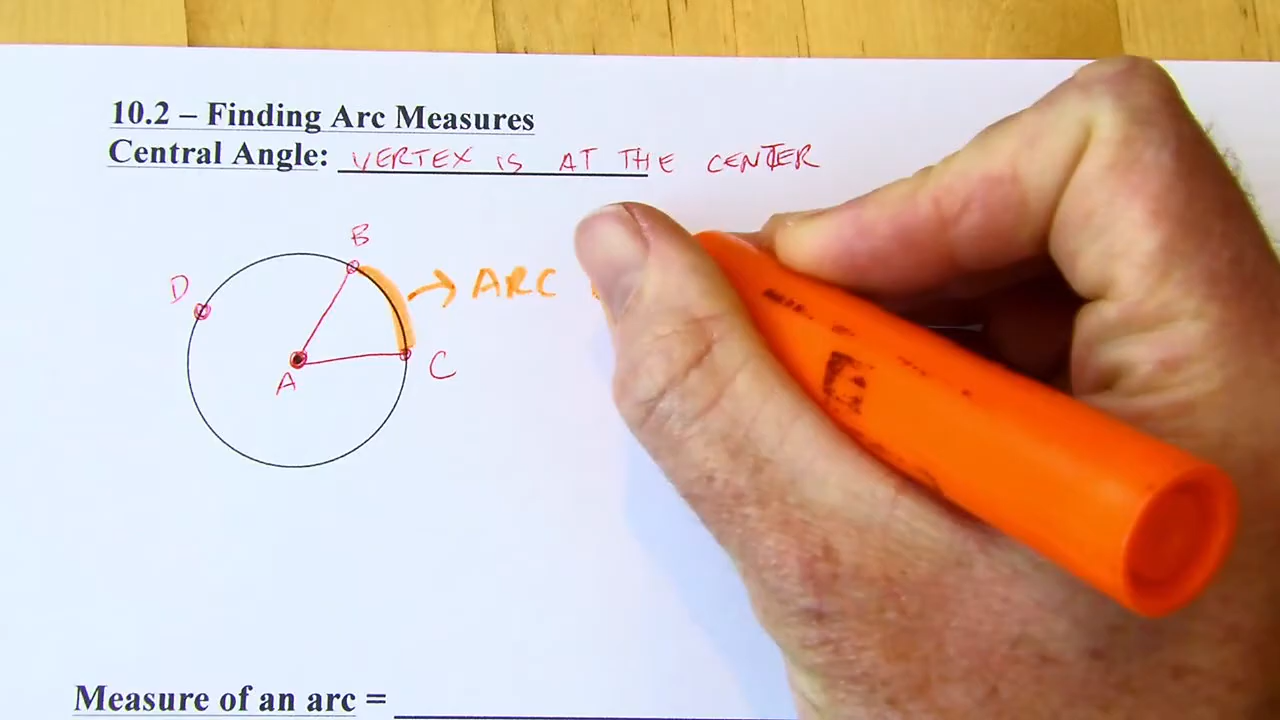 10.2 – Finding Arc Measures
Central Angle: VERTEX IS AT THE CENTER
B
D
→ ARC
A
C
Measure of an arc =